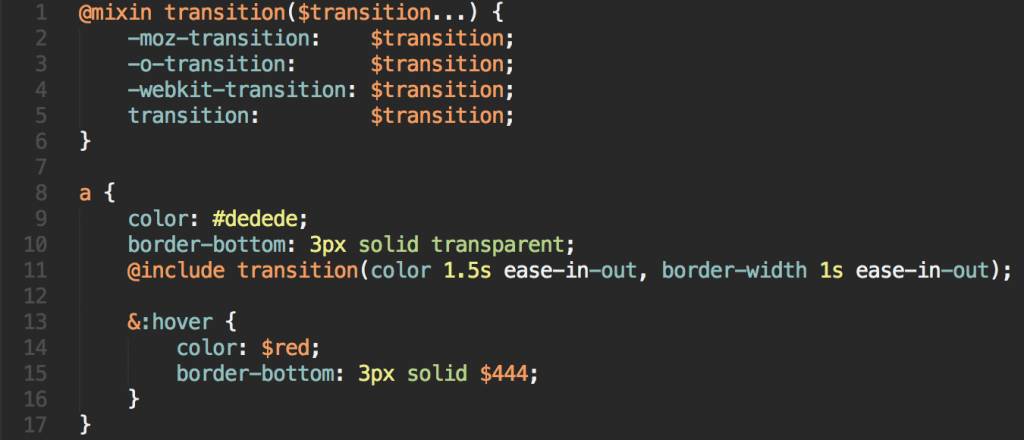 1 @mixin transition($transition...) {
2     -moz-transition:    $transition;
3     -o-transition:      $transition;
4     -webkit-transition: $transition;
5     transition:         $transition;
6 }
7
8 a {
9     color: #dedede;
10     border-bottom: 3px solid transparent;
11     @include transition(color 1.5s ease-in-out, border-width 1s ease-in-out);
12
13     &:hover {
14         color: $red;
15         border-bottom: 3px solid $444;
16     }
17 }